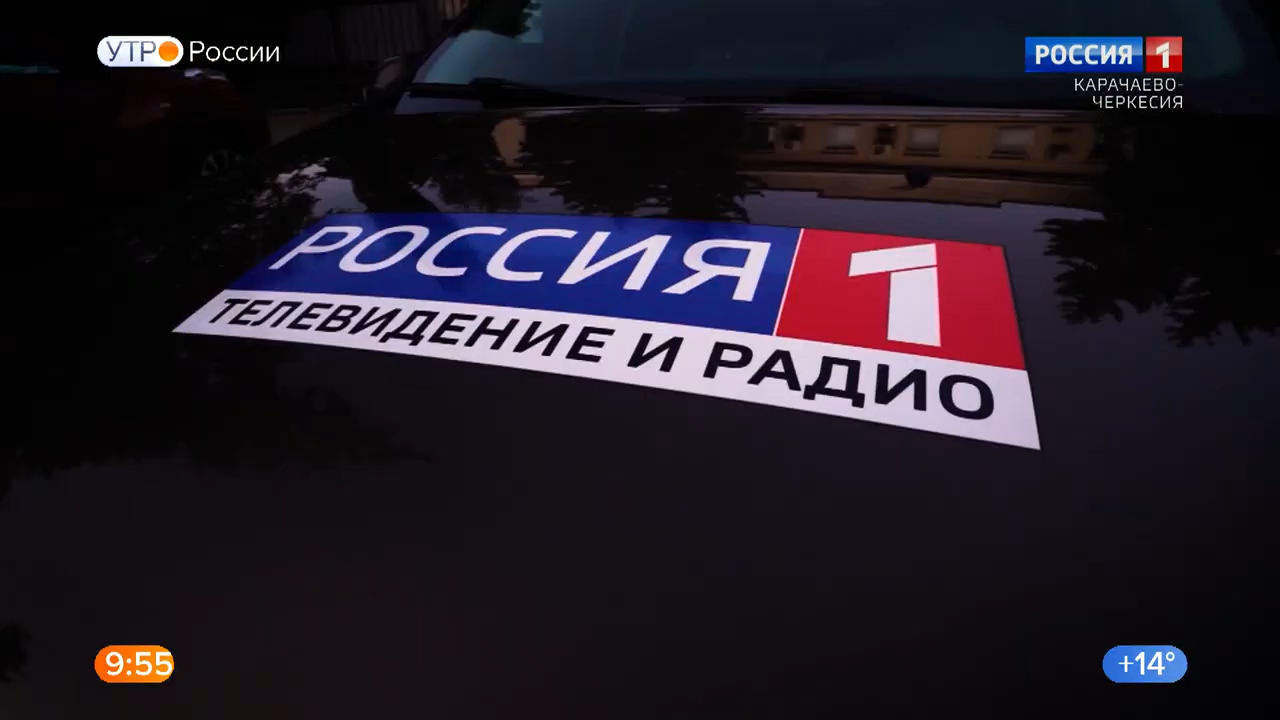 УТРО России
РОССИЯ 1
КАРАЧАЕВО-
ЧЕРКЕСИЯ
РОССИЯ 1
ТЕЛЕВИДЕНИЕ И РАДИО
9:55
+14°